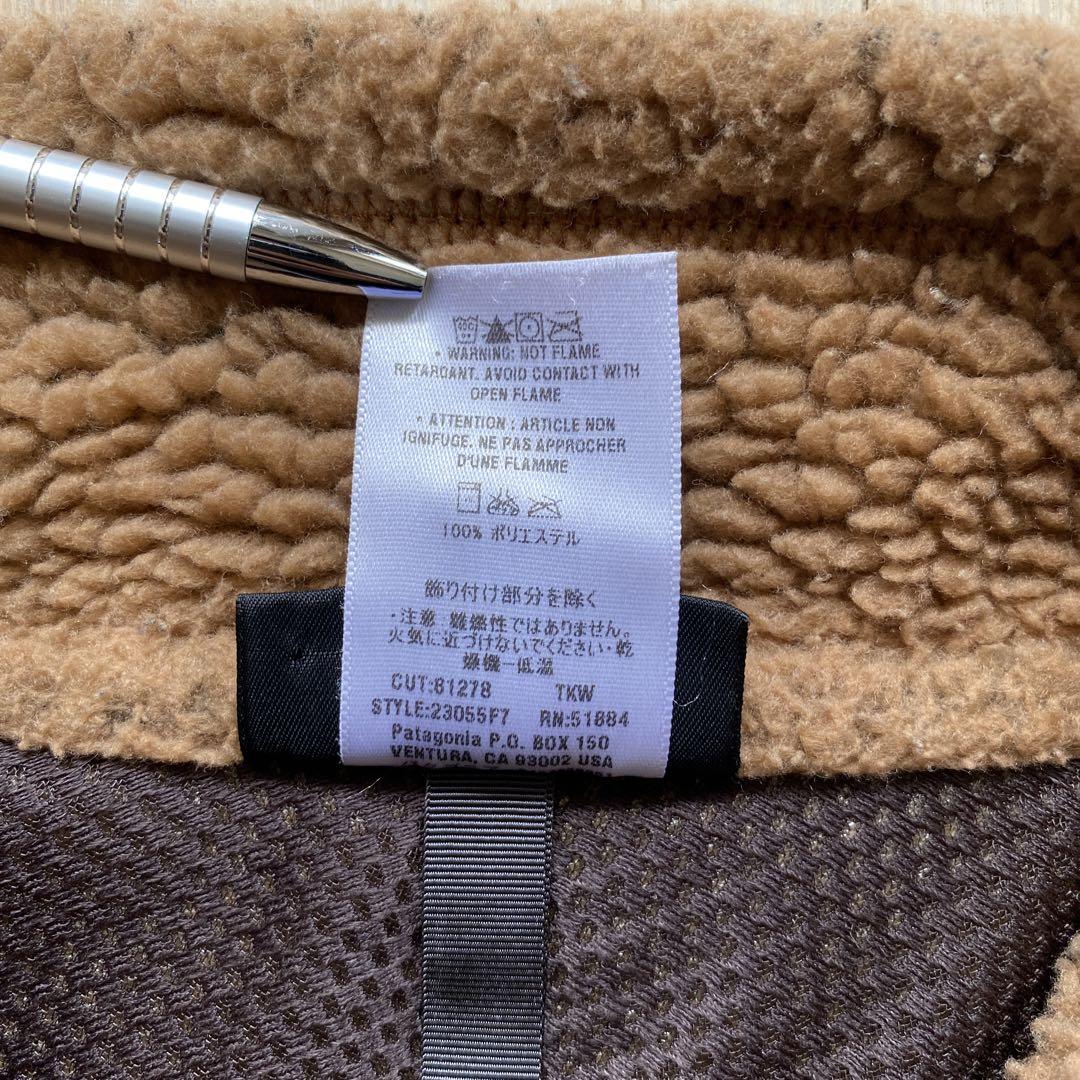 40C
• WARNING: NOT FLAME
RETARDANT. AVOID CONTACT WITH
OPEN FLAME
• ATTENTION : ARTICLE NON
IGNIFUGE. NE PAS APPROCHER
D'UNE FLAMME
100% ポリエステル
飾り付け部分を除く
・注意 難燃性ではありません。
火気に近づけないでください・乾
燥機ー低温
CUT:81278 TKW
STYLE:23055F7 RN:51884
Patagonia P.O. BOX 150
VENTURA, CA 93002 USA